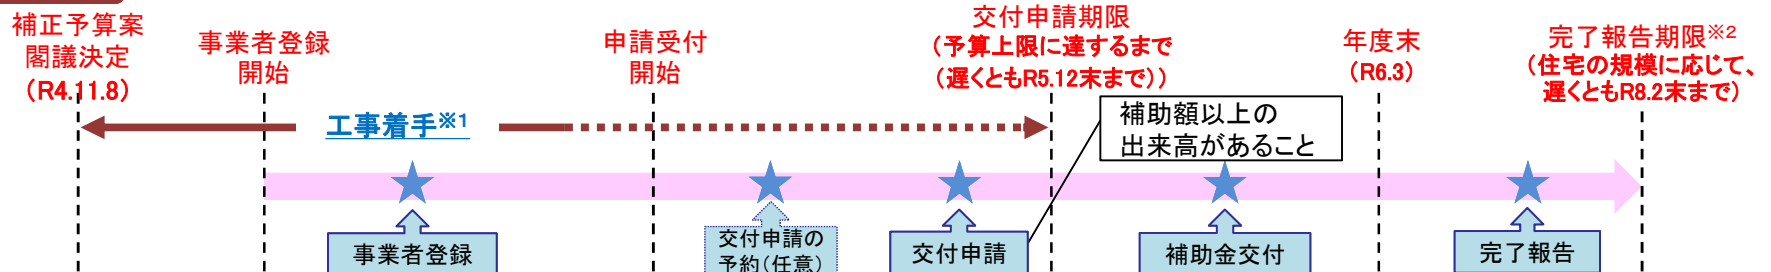 補正予算案
閣議決定
(R4.11.8)
事業者登録
開始
申請受付
開始
交付申請期限
(予算上限に達するまで
(遅くともR5.12末まで))
年度末
(R6.3)
完了報告期限※2
(住宅の規模に応じて、
遅くともR8.2末まで)
工事着手※1
補助額以上の
出来高があること
事業者登録
交付申請の
予約(任意)
交付申請
補助金交付
完了報告